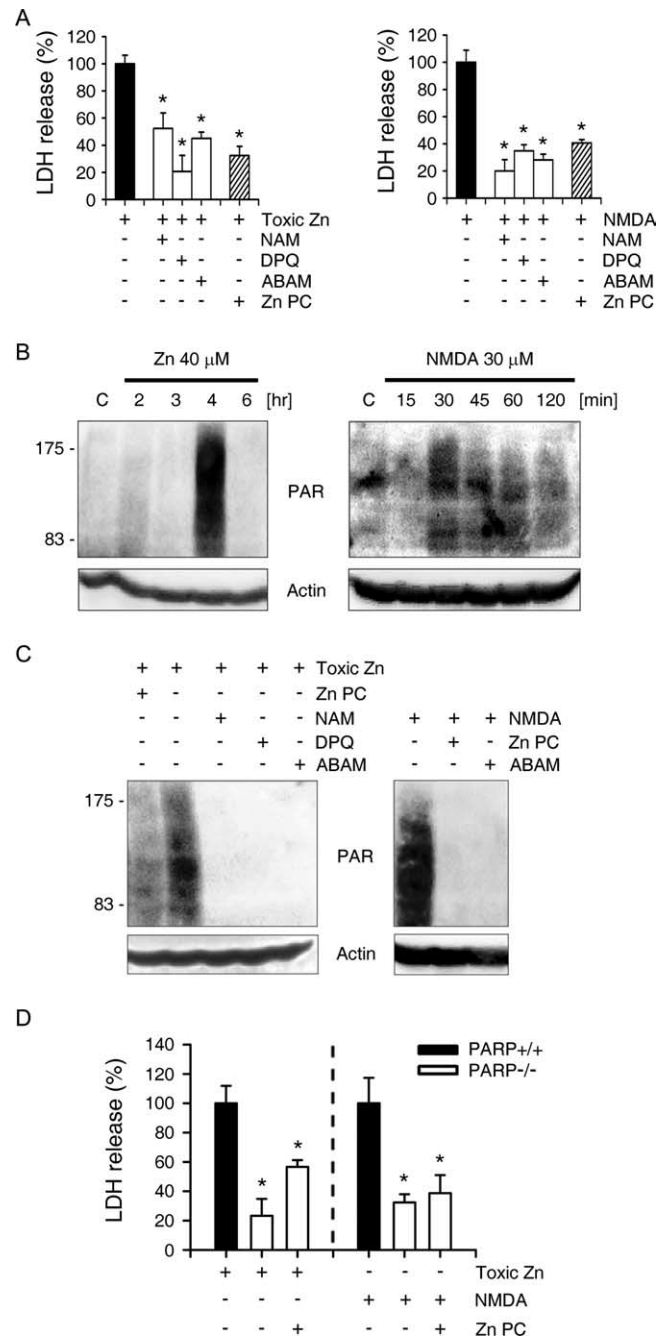 A
LDH release (%)
120
100
80
60
40
20
0
* * * *
+ + + + + Toxic Zn
- + - - - NAM
- - + - - DPQ
- - - + - ABAM
- - - - + Zn PC
LDH release (%)
120
100
80
60
40
20
0
* * * *
+ + + + + NMDA
- + - - - NAM
- - + - - DPQ
- - - + - ABAM
- - - - + Zn PC
B
Zn 40 μM
C 2 3 4 6 [hr]
NMDA 30 μM
C 15 30 45 60 120 [min]
175 -
83 -
PAR
Actin
C
+ + + + + Toxic Zn
+ - - - - Zn PC
- - + - - NAM
- - - + - DPQ
- - - - + ABAM
+ + + NMDA
- + - Zn PC
- - + ABAM
175 -
83 -
PAR
Actin
D
LDH release (%)
140
120
100
80
60
40
20
0
PARP+/+
PARP-/-
* * * *
+ + + - - - Toxic Zn
- - - + + + NMDA
- - + - - + Zn PC